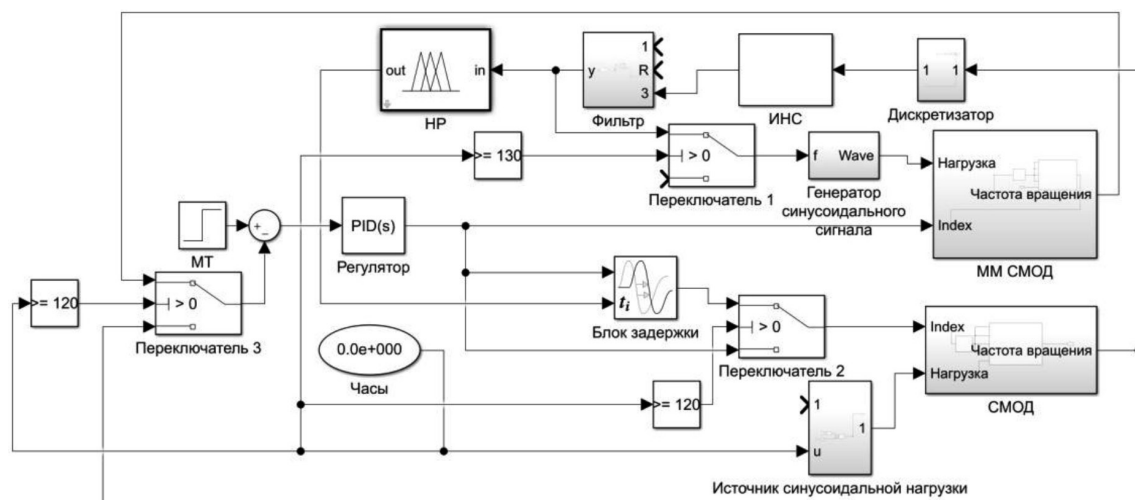 out
in
НР
y
1
R
3
Фильтр
ИНС
1
1
Дискретизатор
>= 130
> 0
Переключатель 1
f
Wave
Генератор
синусоидального
сигнала
Нагрузка
Частота вращения
Index
ММ СМОД
МТ
+
−
PID(s)
Регулятор
>= 120
> 0
Переключатель 3
0.0e+000
Часы
ti
Блок задержки
> 0
Переключатель 2
>= 120
Index
Частота вращения
Нагрузка
СМОД
1
u
1
Источник синусоидальной нагрузки